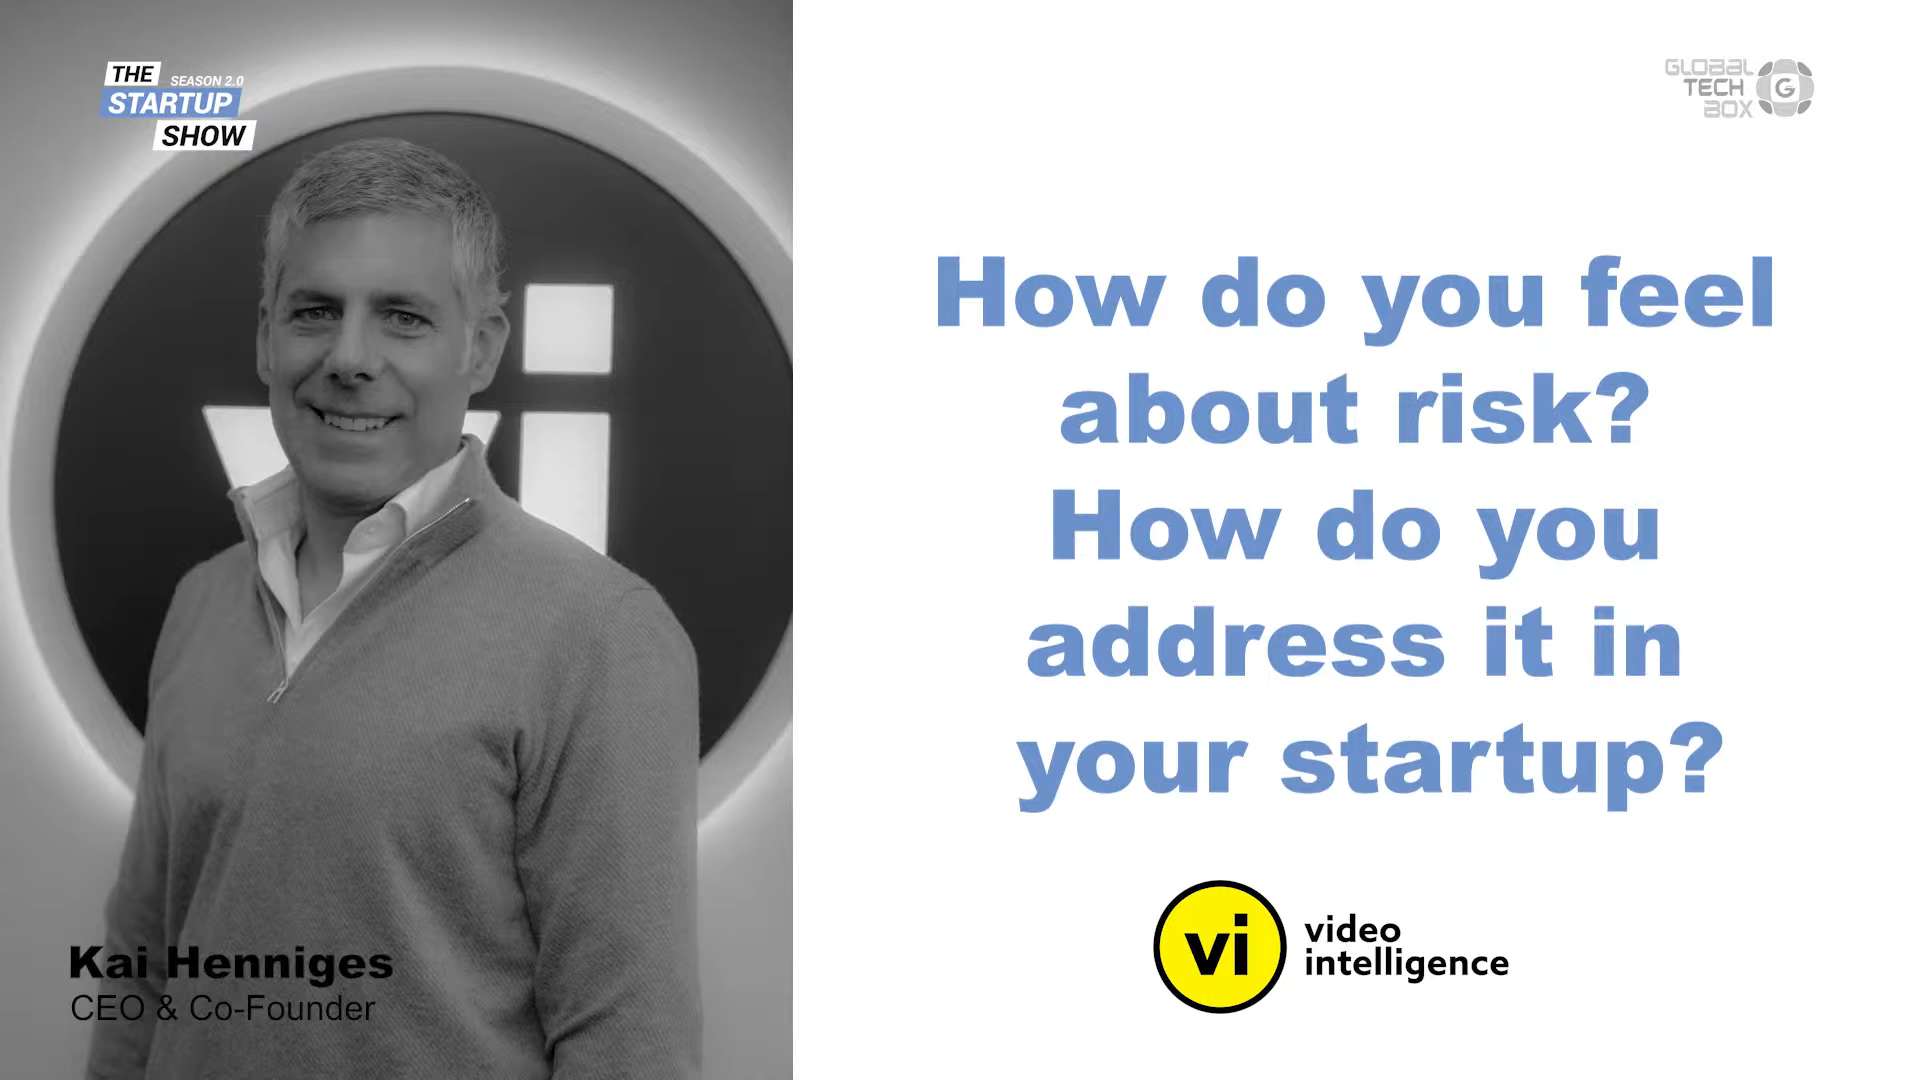 THE
SEASON 2.0
STARTUP
SHOW
GLOBAL
TECH
BOX
G
How do you feel
about risk?
How do you
address it in
your startup?
vi
Kai Henniges
CEO & Co-Founder
vi
video
intelligence